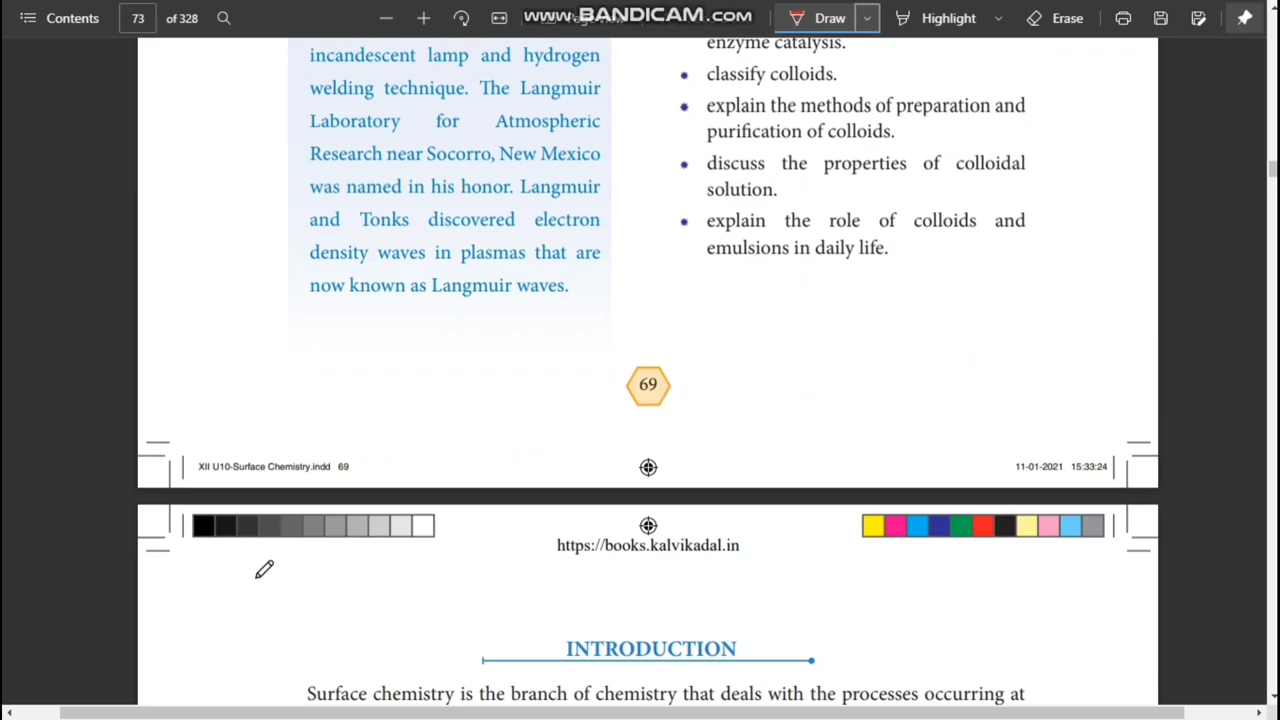 Contents
73 of 328
WWW.BANDICAM.COM
Draw
Highlight
Erase
incandescent lamp and hydrogen
welding technique. The Langmuir
Laboratory for Atmospheric
Research near Socorro, New Mexico
was named in his honor. Langmuir
and Tonks discovered electron
density waves in plasmas that are
now known as Langmuir waves.
enzyme catalysis.
classify colloids.
explain the methods of preparation and
purification of colloids.
discuss the properties of colloidal
solution.
explain the role of colloids and
emulsions in daily life.
69
XII U10-Surface Chemistry.indd 69
11-01-2021 15:33:24
https://books.kalvikadal.in
INTRODUCTION
Surface chemistry is the branch of chemistry that deals with the processes occurring at